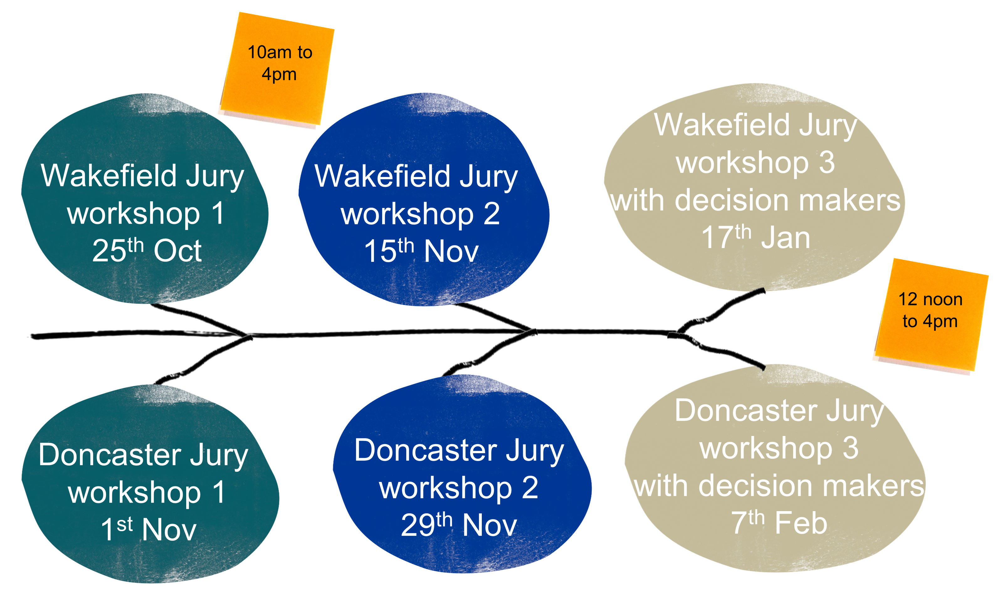 10am to
4pm
Wakefield Jury
workshop 1
25th Oct
Wakefield Jury
workshop 2
15th Nov
Wakefield Jury
workshop 3
with decision makers
17th Jan
12 noon
to 4pm
Doncaster Jury
workshop 1
1st Nov
Doncaster Jury
workshop 2
29th Nov
Doncaster Jury
workshop 3
with decision makers
7th Feb